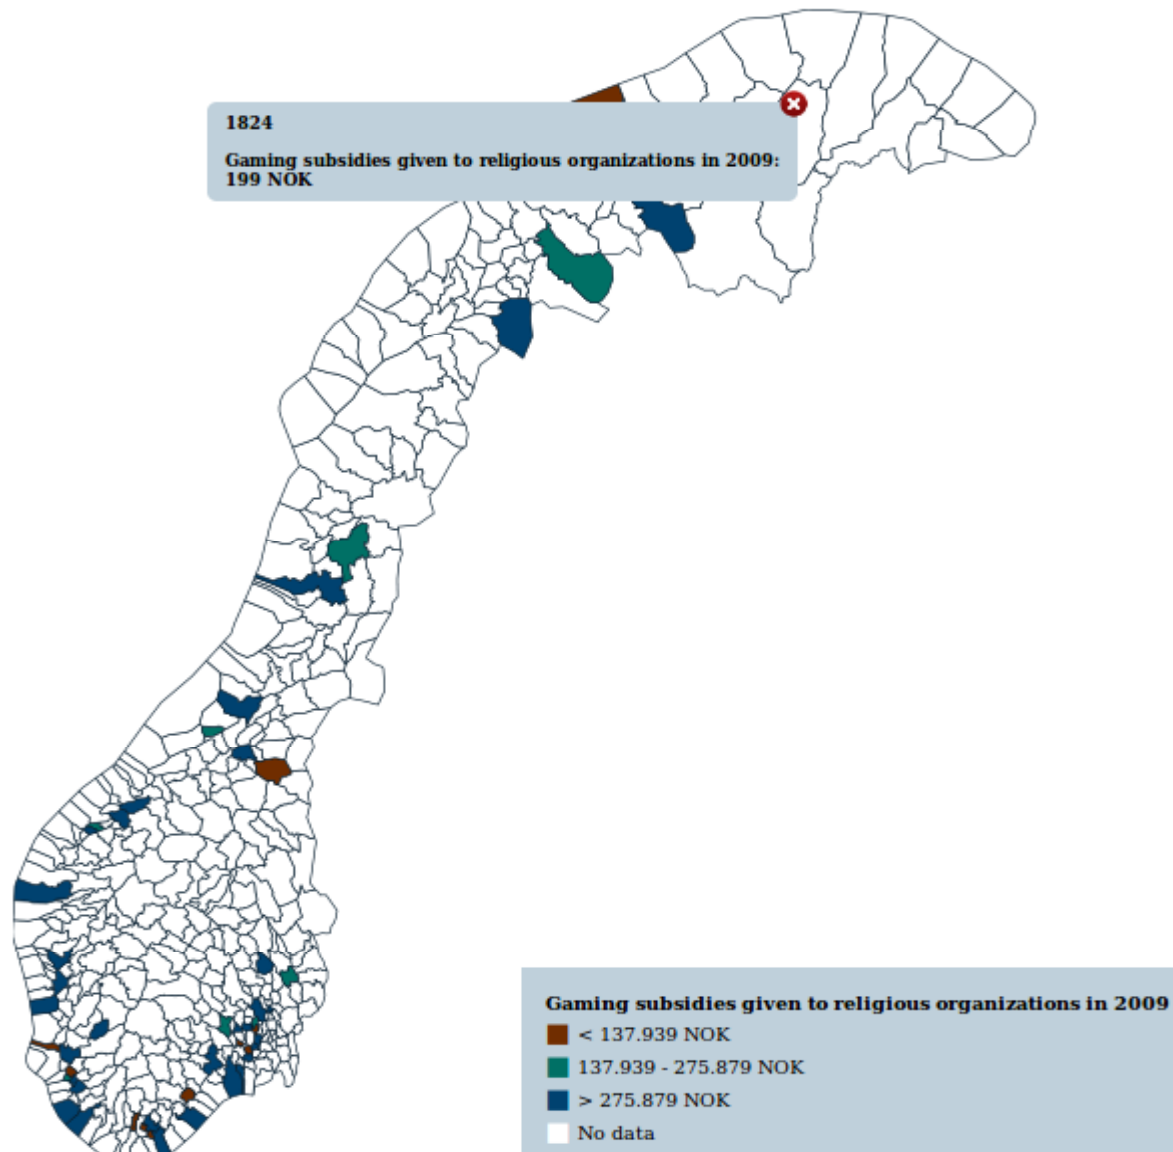 1824
Gaming subsidies given to religious organizations in 2009:
199 NOK
Gaming subsidies given to religious organizations in 2009
< 137.939 NOK
137.939 - 275.879 NOK
> 275.879 NOK
No data